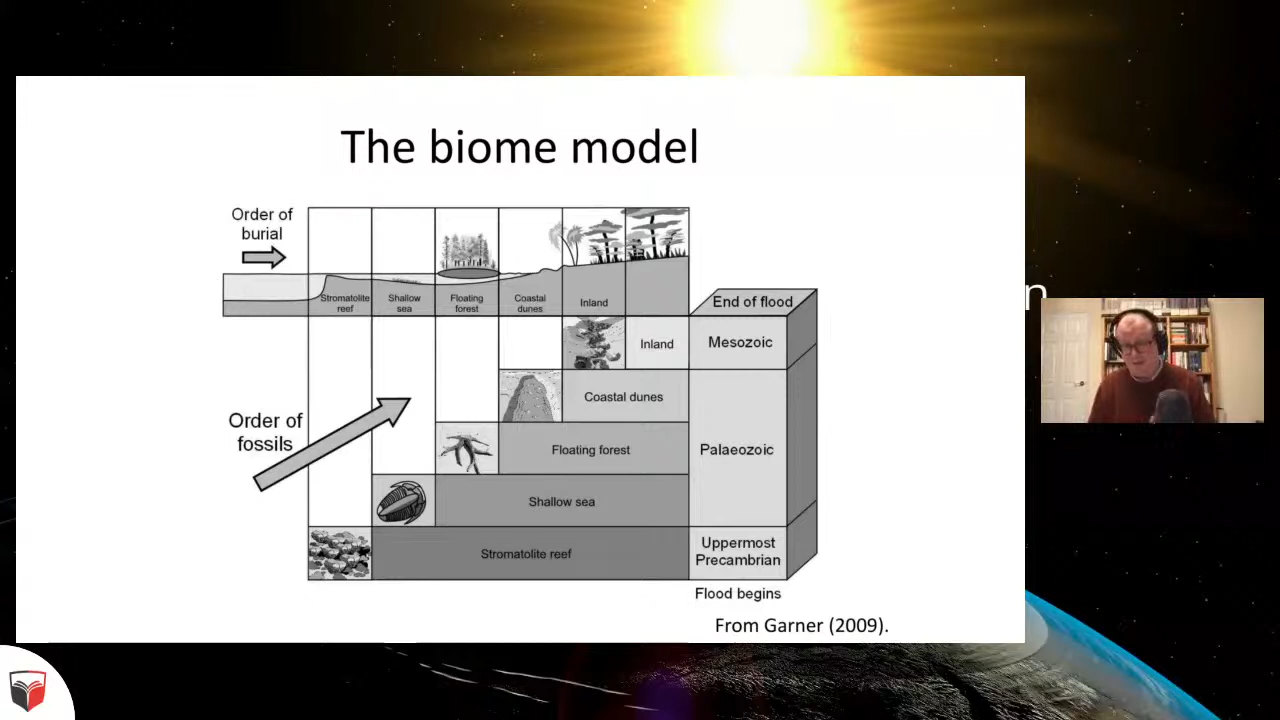 The biome model
Order of
burial
Stromatolite
reef
Shallow
sea
Floating
forest
Coastal
dunes
Inland
End of flood
Inland
Mesozoic
Coastal dunes
Order of
fossils
Floating forest
Palaeozoic
Shallow sea
Stromatolite reef
Uppermost
Precambrian
Flood begins
From Garner (2009).